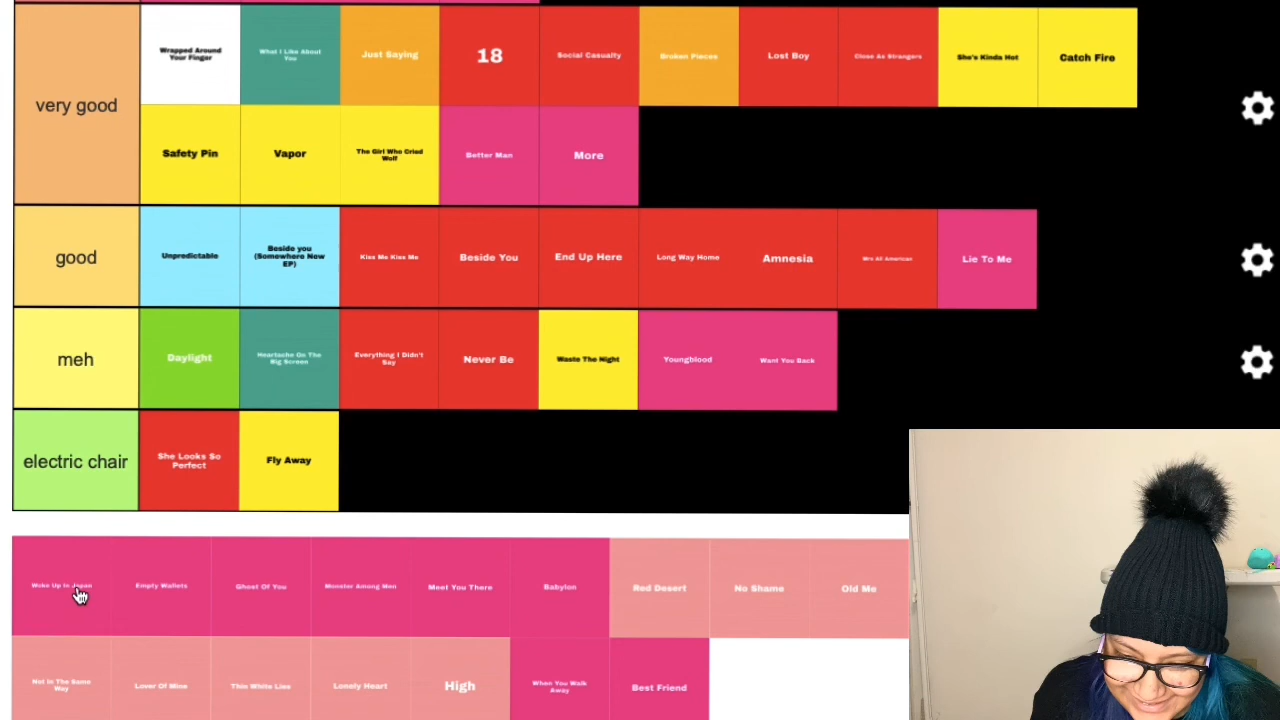 very good
Wrapped Around
Your Finger
What I Like About
You
Just Saying
18
Social Casualty
Broken Pieces
Lost Boy
Close As Strangers
She's Kinda Hot
Catch Fire
Safety Pin
Vapor
The Girl Who Cried
Wolf
Better Man
More
good
Unpredictable
Beside you
(Somewhere New
EP)
Kiss Me Kiss Me
Beside You
End Up Here
Long Way Home
Amnesia
Mrs All American
Lie To Me
meh
Daylight
Heartache On The
Big Screen
Everything I Didn't
Say
Never Be
Waste The Night
Youngblood
Want You Back
electric chair
She Looks So
Perfect
Fly Away
Woke Up In Japan
Empty Wallets
Ghost Of You
Monster Among Men
Meet You There
Babylon
Red Desert
No Shame
Old Me
Not In The Same
Way
Lover Of Mine
Thin White Lies
Lonely Heart
High
When You Walk
Away
Best Friend